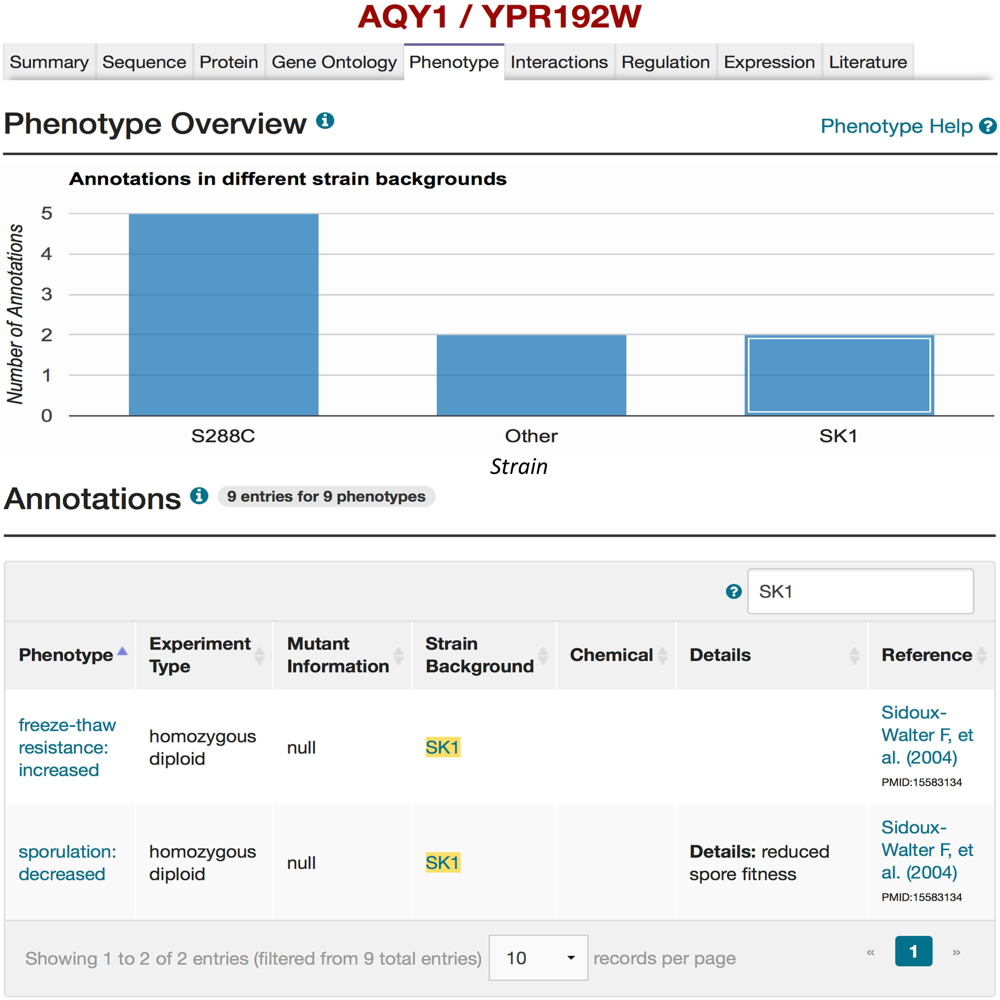 AQY1 / YPR192W
Summary Sequence Protein Gene Ontology Phenotype Interactions Regulation Expression Literature
Phenotype Overview
Phenotype Help ?
Annotations in different strain backgrounds
Number of Annotations
5
4
3
2
1
0
S288C Other SK1
Strain
Annotations
9 entries for 9 phenotypes
? SK1
Phenotype
Experiment
Type
Mutant
Information
Strain
Background
Chemical
Details
Reference
freeze-thaw
resistance:
increased
homozygous
diploid
null
SK1
Sidoux-
Walter F, et
al. (2004)
PMID:15583134
sporulation:
decreased
homozygous
diploid
null
SK1
Details: reduced
spore fitness
Sidoux-
Walter F, et
al. (2004)
PMID:15583134
Showing 1 to 2 of 2 entries (filtered from 9 total entries) 10 records per page « 1 »